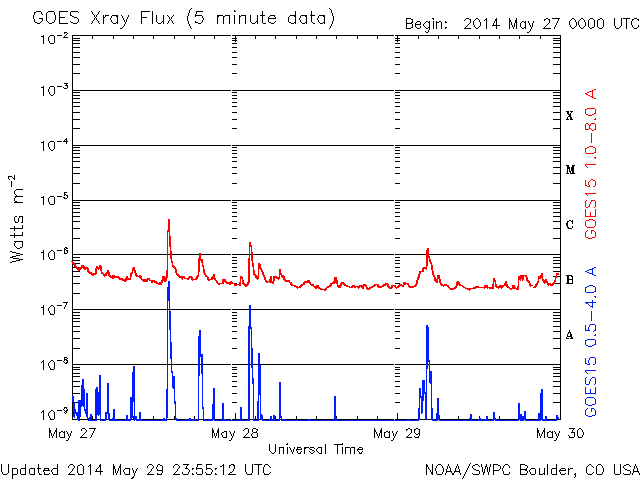 GOES Xray Flux (5 minute data)
Begin: 2014 May 27 0000 UTC
10⁻²
10⁻³
10⁻⁴
10⁻⁵
10⁻⁶
10⁻⁷
10⁻⁸
10⁻⁹
Watts m⁻²
X
M
C
B
A
GOES15 1.0-8.0 A
GOES15 0.5-4.0 A
May 27
May 28
May 29
May 30
Universal Time
Updated 2014 May 29 23:55:12 UTC
NOAA/SWPC Boulder, CO USA